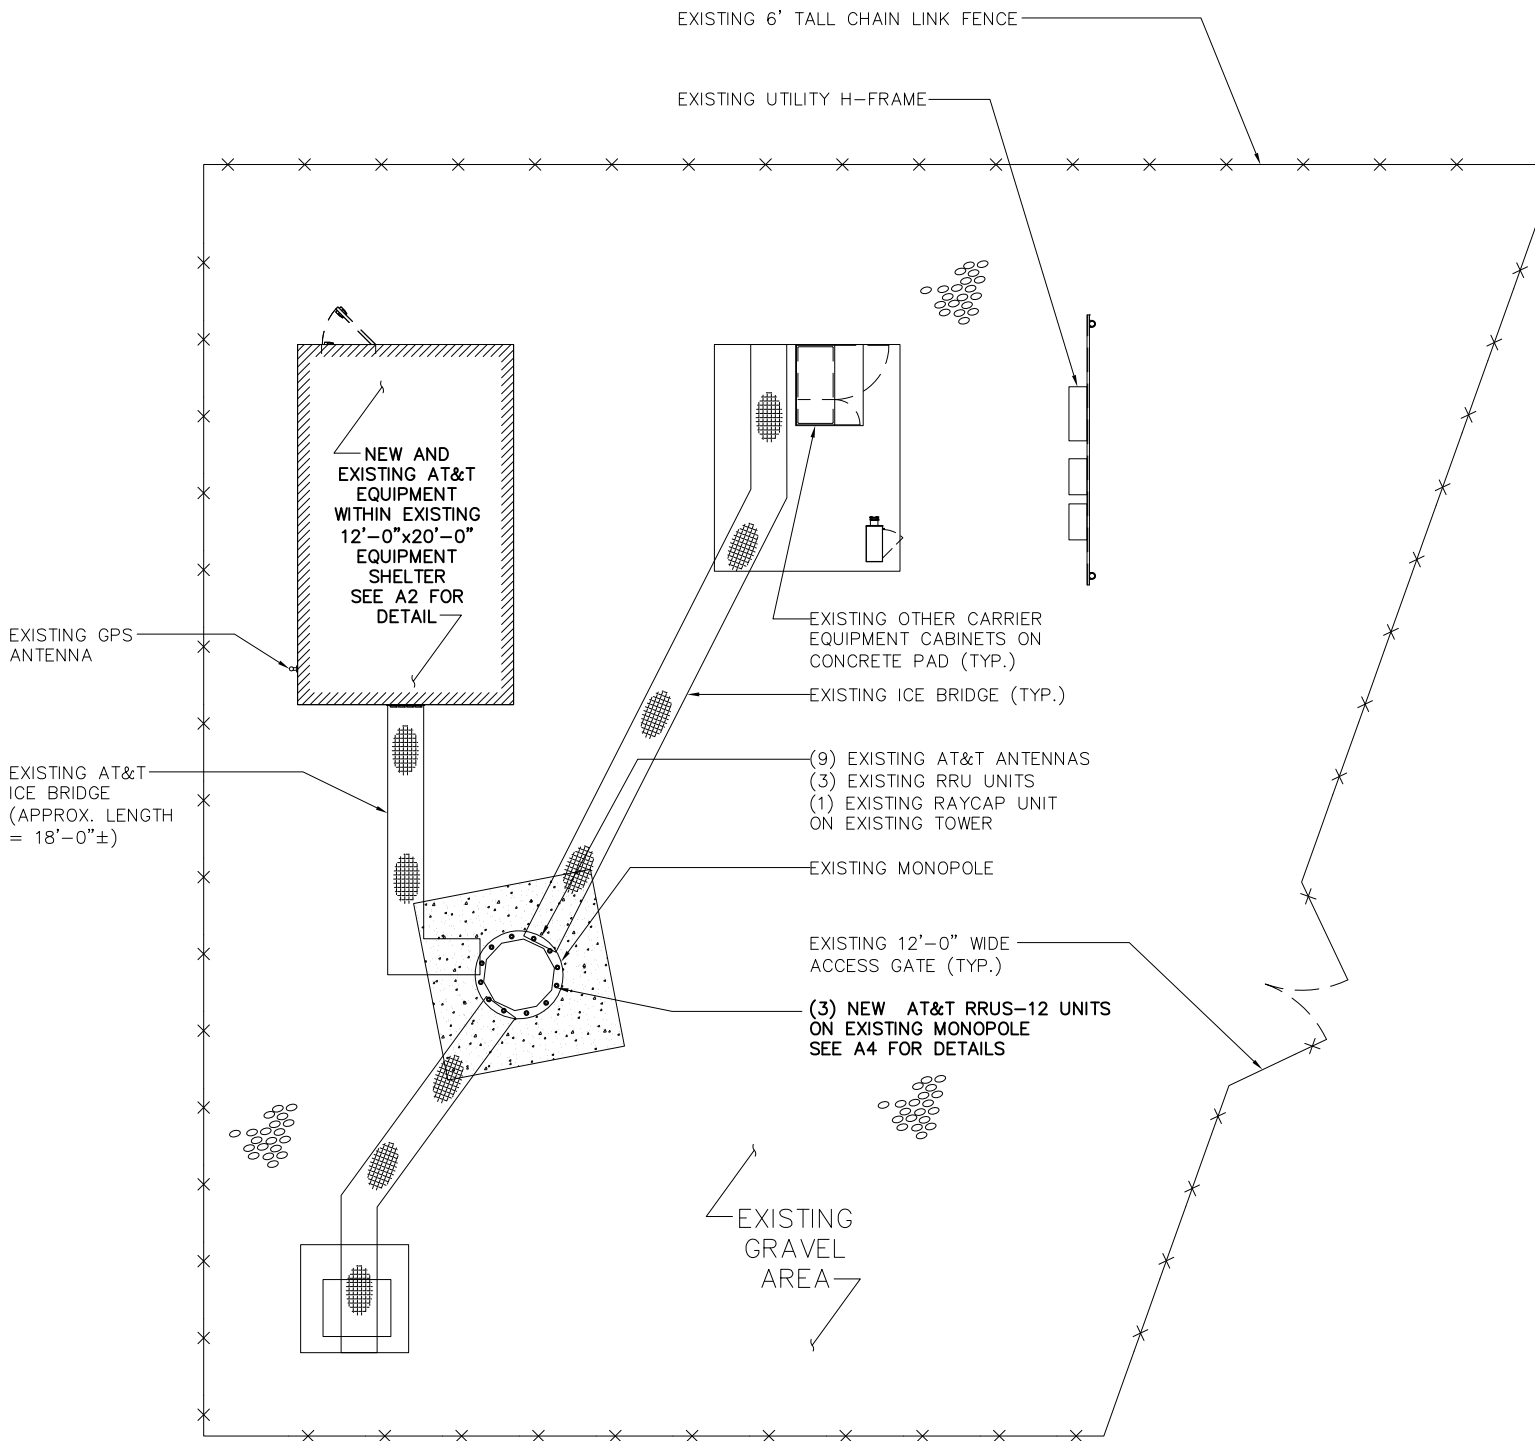 EXISTING 6' TALL CHAIN LINK FENCE
EXISTING UTILITY H-FRAME
NEW AND
EXISTING AT&T
EQUIPMENT
WITHIN EXISTING
12'-0"x20'-0"
EQUIPMENT
SHELTER
SEE A2 FOR
DETAIL
EXISTING GPS
ANTENNA
EXISTING OTHER CARRIER
EQUIPMENT CABINETS ON
CONCRETE PAD (TYP.)
EXISTING ICE BRIDGE (TYP.)
EXISTING AT&T
ICE BRIDGE
(APPROX. LENGTH
= 18'-0"±)
(9) EXISTING AT&T ANTENNAS
(3) EXISTING RRU UNITS
(1) EXISTING RAYCAP UNIT
ON EXISTING TOWER
EXISTING MONOPOLE
EXISTING 12'-0" WIDE
ACCESS GATE (TYP.)
(3) NEW AT&T RRUS-12 UNITS
ON EXISTING MONOPOLE
SEE A4 FOR DETAILS
EXISTING
GRAVEL
AREA